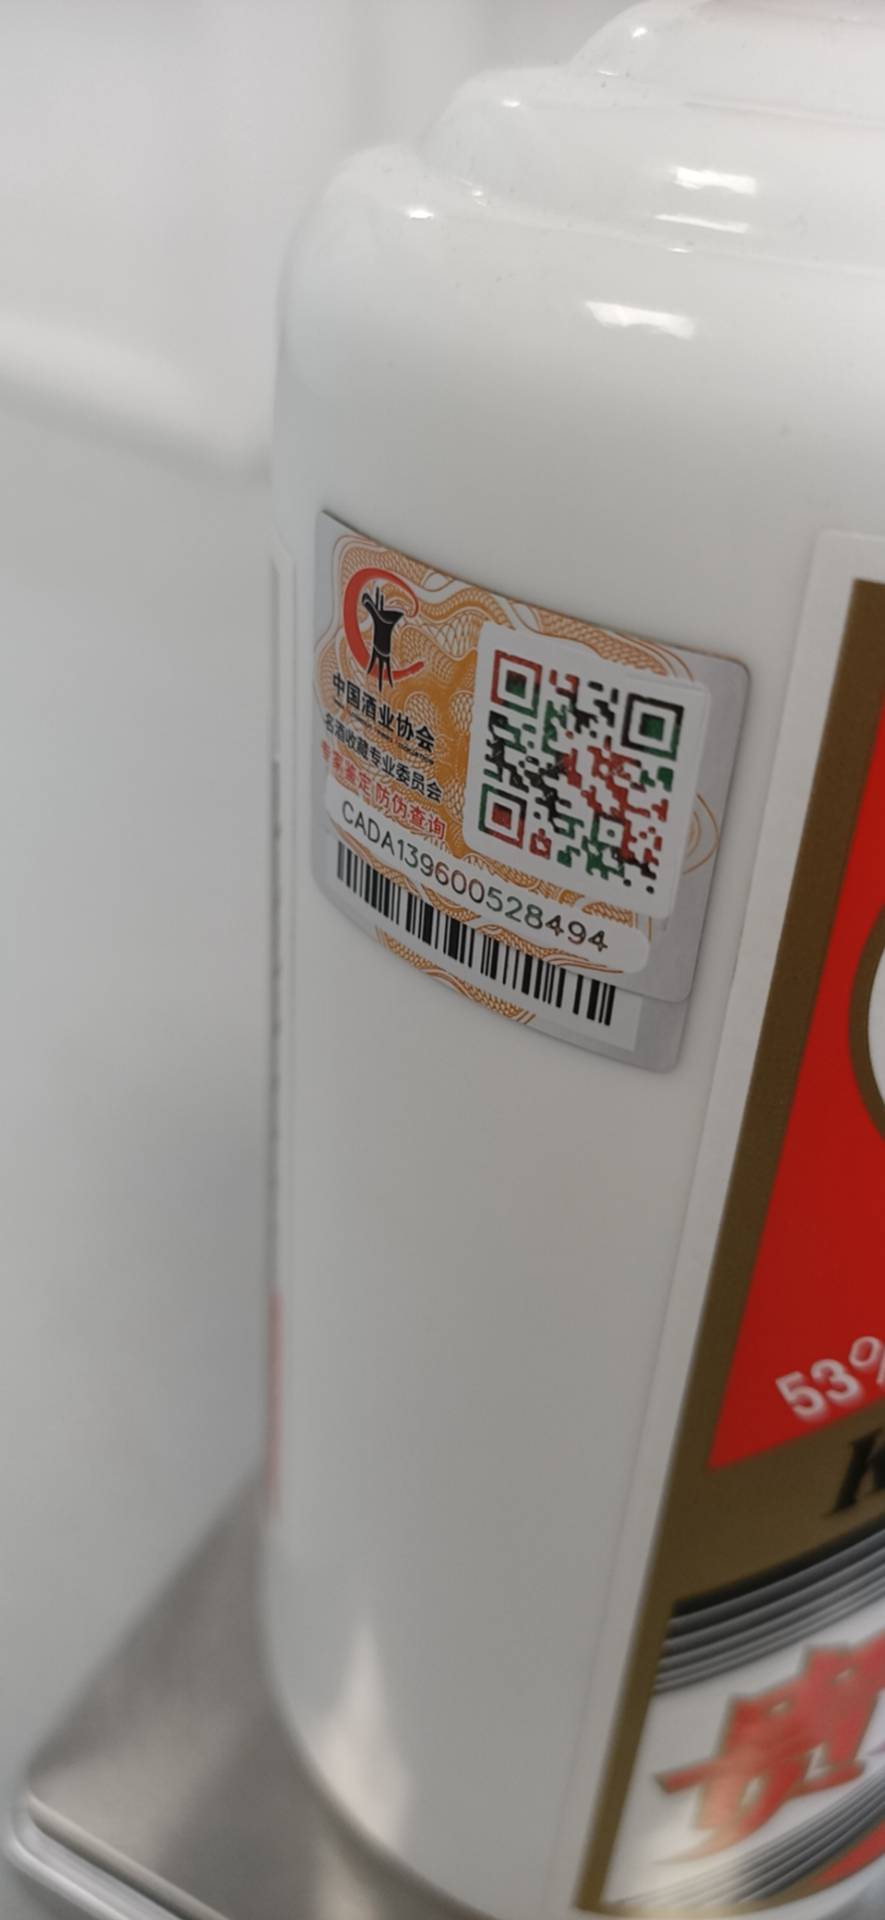 中国酒业协会
名酒收藏专业委员会
专家鉴定 防伪查询
CADA139600528494
53%
K
贵